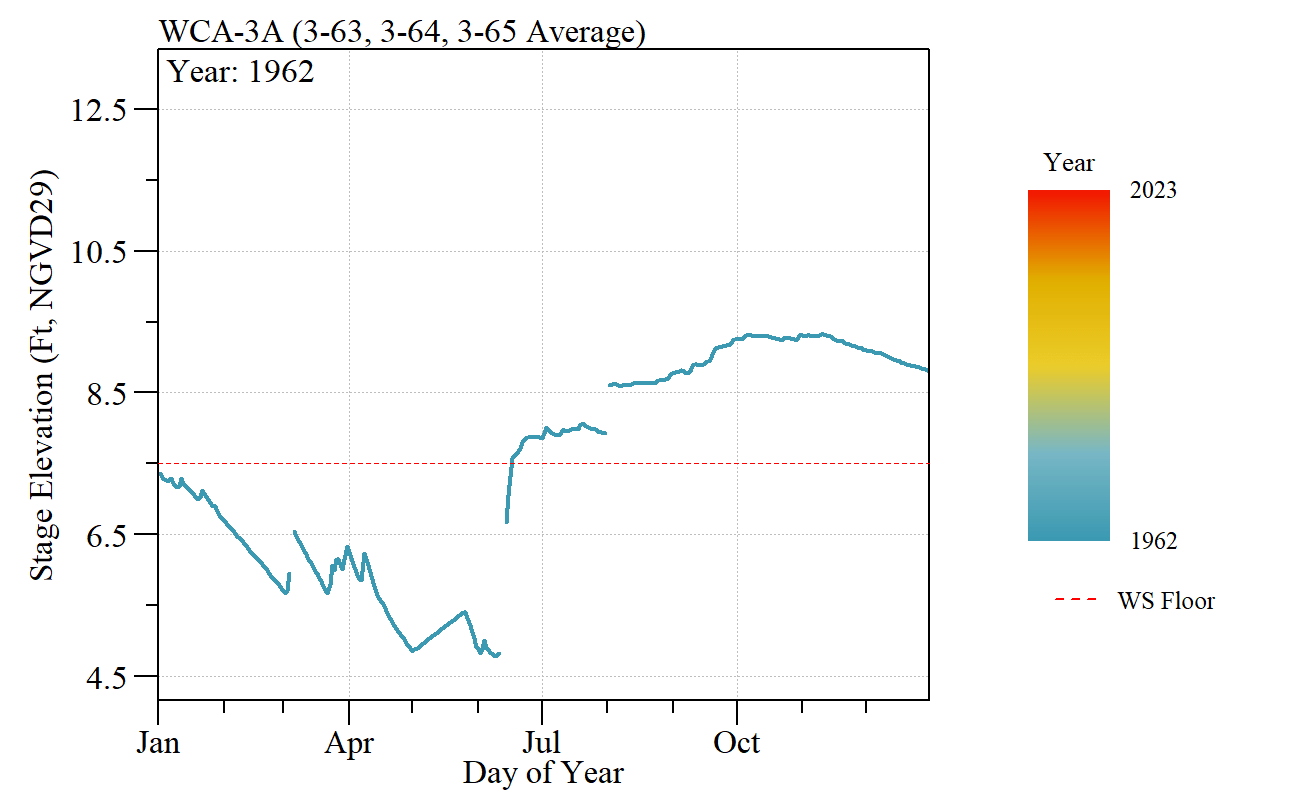 WCA-3A (3-63, 3-64, 3-65 Average)
Year: 1962
12.5
10.5
8.5
6.5
4.5
Stage Elevation (Ft, NGVD29)
Jan
Apr
Jul
Oct
Day of Year
Year
2023
1962
WS Floor